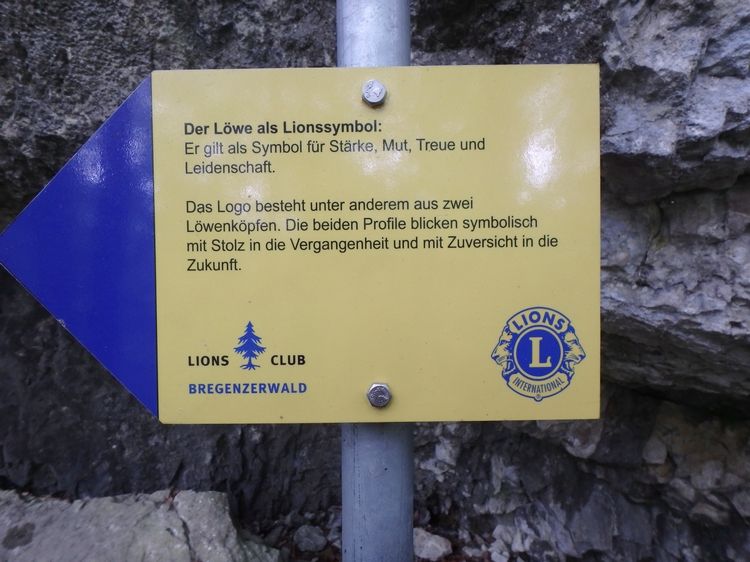 Der Löwe als Lionssymbol:
Er gilt als Symbol für Stärke, Mut, Treue und
Leidenschaft.
Das Logo besteht unter anderem aus zwei
Löwenköpfen. Die beiden Profile blicken symbolisch
mit Stolz in die Vergangenheit und mit Zuversicht in die
Zukunft.
LIONS CLUB
BREGENZERWALD
LIONS
L
INTERNATIONAL
®